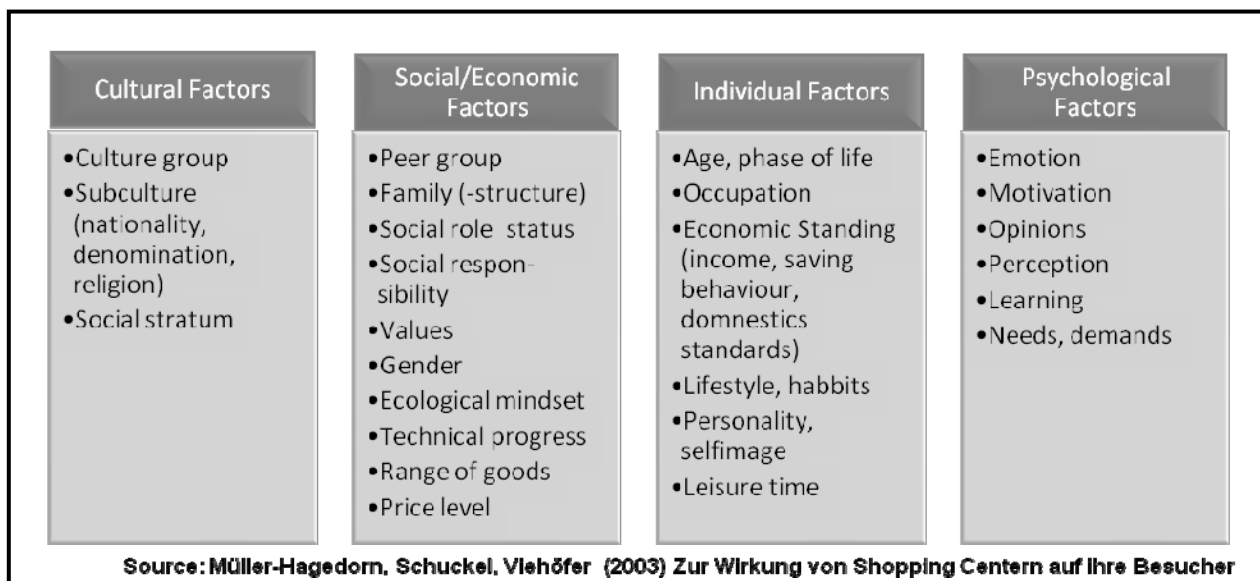 Cultural Factors
•Culture group
•Subculture
(nationality,
denomination,
religion)
•Social stratum
Social/Economic
Factors
•Peer group
•Family (-structure)
•Social role status
•Social respon-
sibility
•Values
•Gender
•Ecological mindset
•Technical progress
•Range of goods
•Price level
Individual Factors
•Age, phase of life
•Occupation
•Economic Standing
(income, saving
behaviour,
domnestics
standards)
•Lifestyle, habbits
•Personality,
selfimage
•Leisure time
Psychological
Factors
•Emotion
•Motivation
•Opinions
•Perception
•Learning
•Needs, demands
Source: Müller-Hagedorn, Schuckel, Viehöfer (2003) Zur Wirkung von Shopping Centern auf ihre Besucher